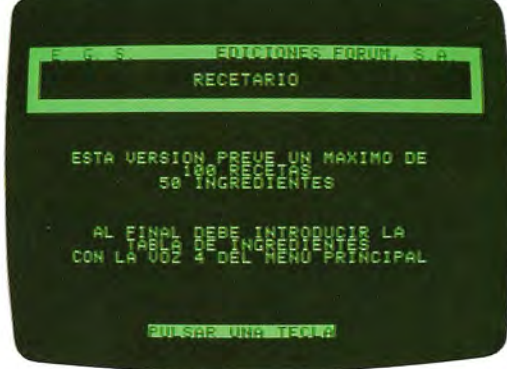 E. G. S. EDICIONES FORUM, S.A.
RECETARIO
ESTA VERSION PREVE UN MAXIMO DE
100 RECETAS
50 INGREDIENTES
AL FINAL DEBE INTRODUCIR LA
TABLA DE INGREDIENTES
CON LA VOZ 4 DEL MENU PRINCIPAL
PULSAR UNA TECLA